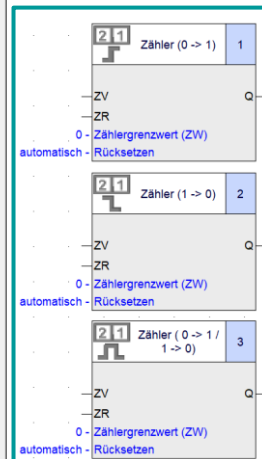 2 1 Zähler (0 -> 1) 1
ZV Q
ZR
0 - Zählergrenzwert (ZW)
automatisch - Rücksetzen
2 1 Zähler (1 -> 0) 2
ZV Q
ZR
0 - Zählergrenzwert (ZW)
automatisch - Rücksetzen
2 1 Zähler ( 0 -> 1 / 3
1 -> 0)
ZV Q
ZR
0 - Zählergrenzwert (ZW)
automatisch - Rücksetzen